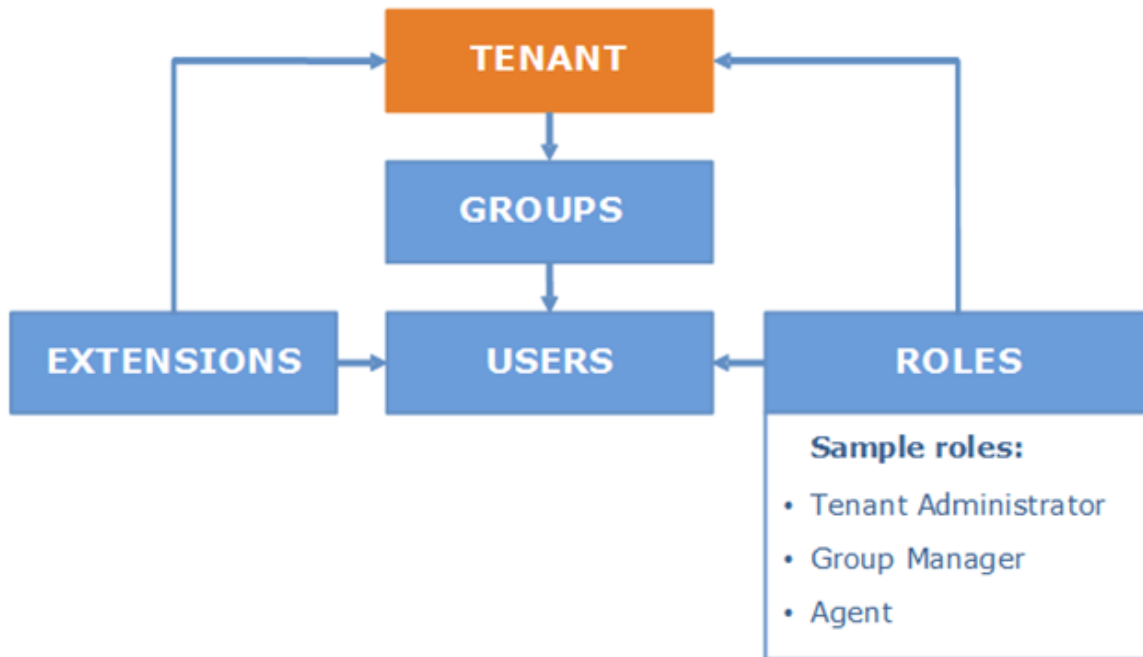 TENANT
GROUPS
EXTENSIONS
USERS
ROLES
Sample roles:
• Tenant Administrator
• Group Manager
• Agent